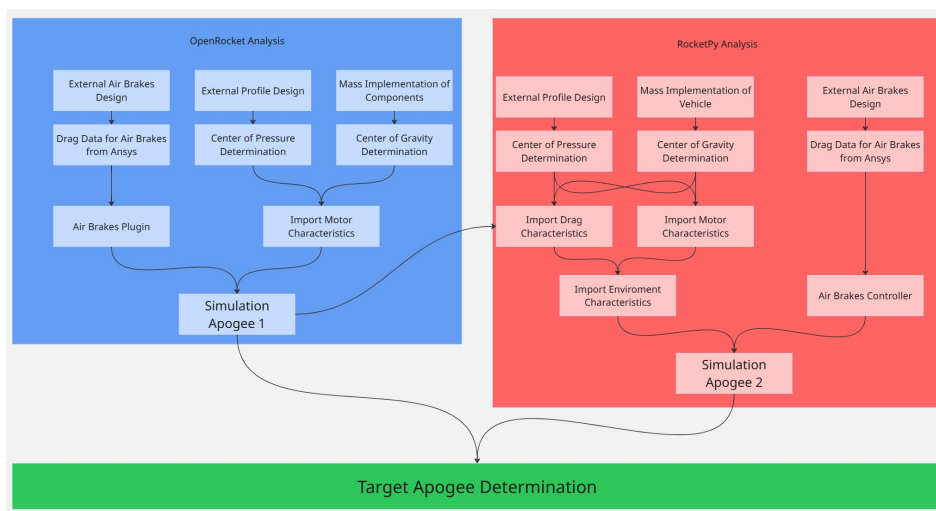 OpenRocket Analysis
External Air Brakes
Design
External Profile Design
Mass Implementation of
Components
Drag Data for Air Brakes
from Ansys
Center of Pressure
Determination
Center of Gravity
Determination
Air Brakes Plugin
Import Motor
Characteristics
Simulation
Apogee 1
RocketPy Analysis
External Profile Design
Mass Implementation of
Vehicle
External Air Brakes
Design
Center of Pressure
Determination
Center of Gravity
Determination
Drag Data for Air Brakes
from Ansys
Import Drag
Characteristics
Import Motor
Characteristics
Import Enviroment
Characteristics
Air Brakes Controller
Simulation
Apogee 2
Target Apogee Determination